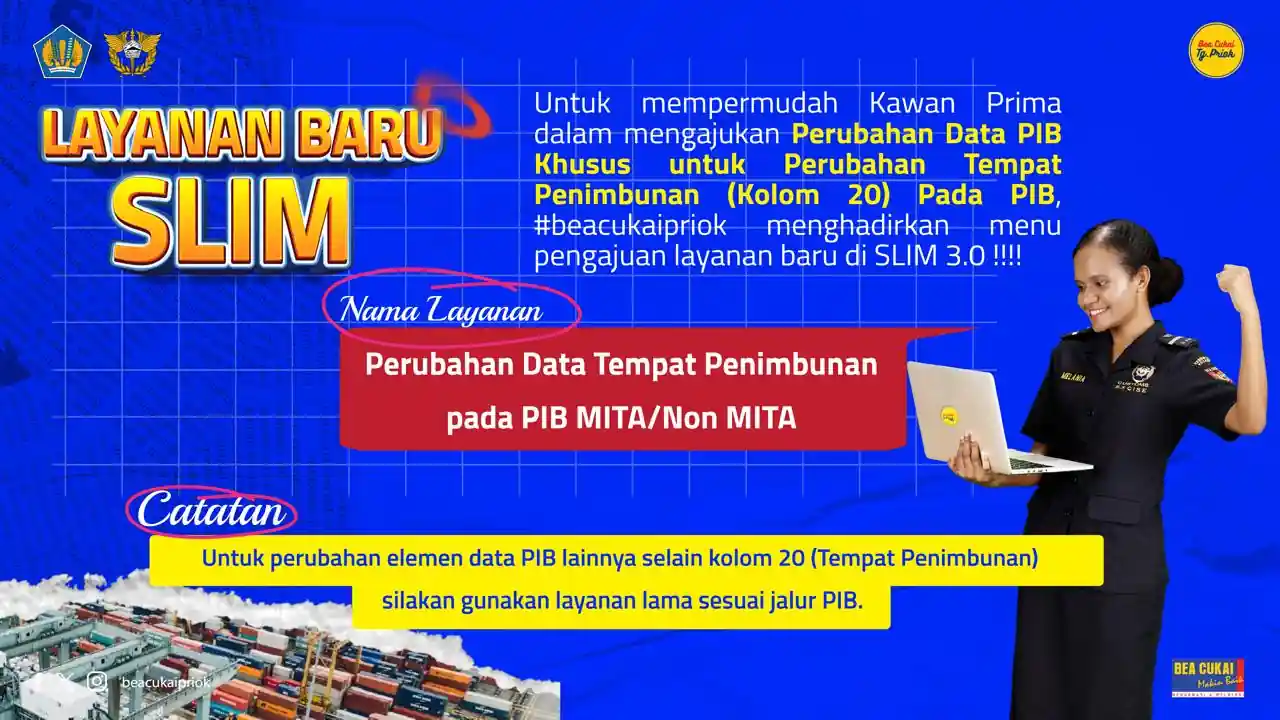 Bea Cukai
Tg. Priok
LAYANAN BARU
SLIM
Untuk mempermudah Kawan Prima
dalam mengajukan Perubahan Data PIB
Khusus untuk Perubahan Tempat
Penimbunan (Kolom 20) Pada PIB,
#beacukaipriok menghadirkan menu
pengajuan layanan baru di SLIM 3.0 !!!!
Nama Layanan
Perubahan Data Tempat Penimbunan
pada PIB MITA/Non MITA
MELANIA
CUSTOMS
Catatan
Untuk perubahan elemen data PIB lainnya selain kolom 20 (Tempat Penimbunan)
silakan gunakan layanan lama sesuai jalur PIB.
beacukaipriok
BEA CUKAI
Makin Baik